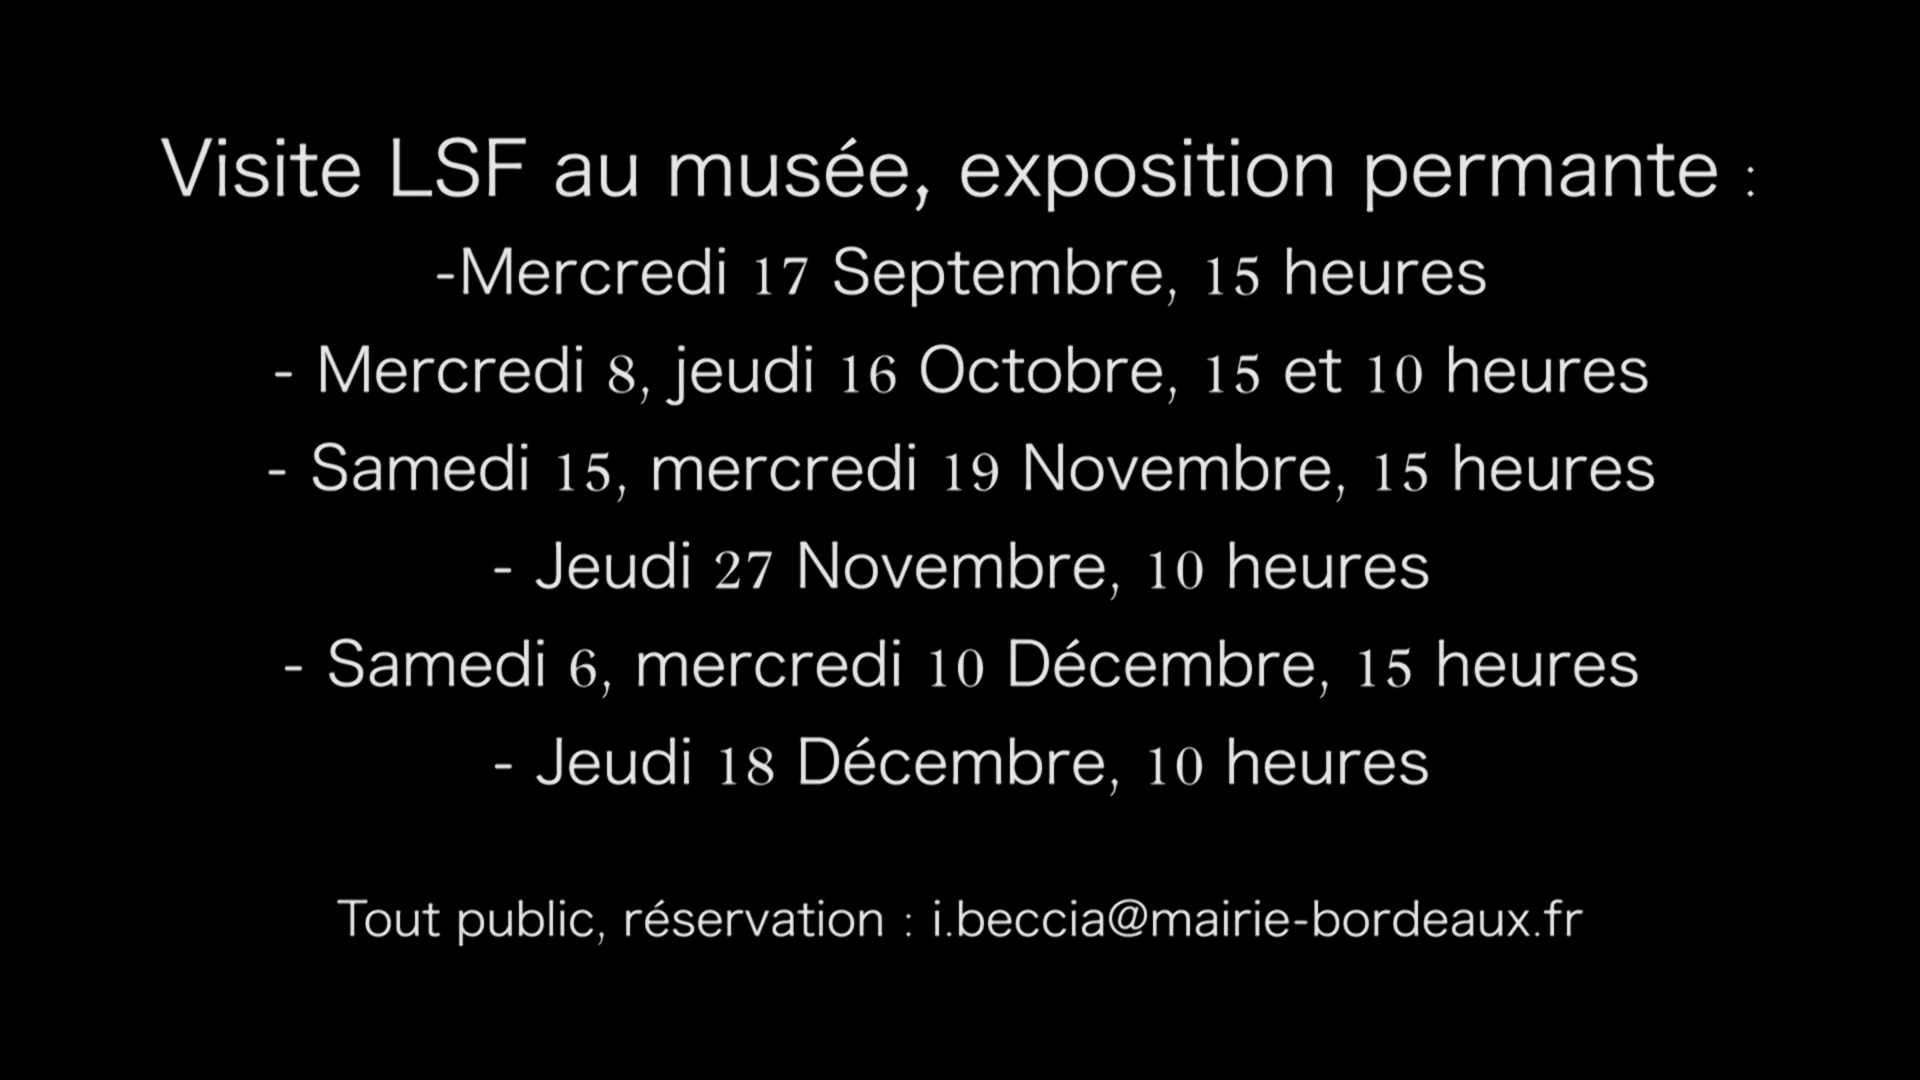 Visite LSF au musée, exposition permante :
-Mercredi 17 Septembre, 15 heures
- Mercredi 8, jeudi 16 Octobre, 15 et 10 heures
- Samedi 15, mercredi 19 Novembre, 15 heures
- Jeudi 27 Novembre, 10 heures
- Samedi 6, mercredi 10 Décembre, 15 heures
- Jeudi 18 Décembre, 10 heures
Tout public, réservation : i.beccia@mairie-bordeaux.fr